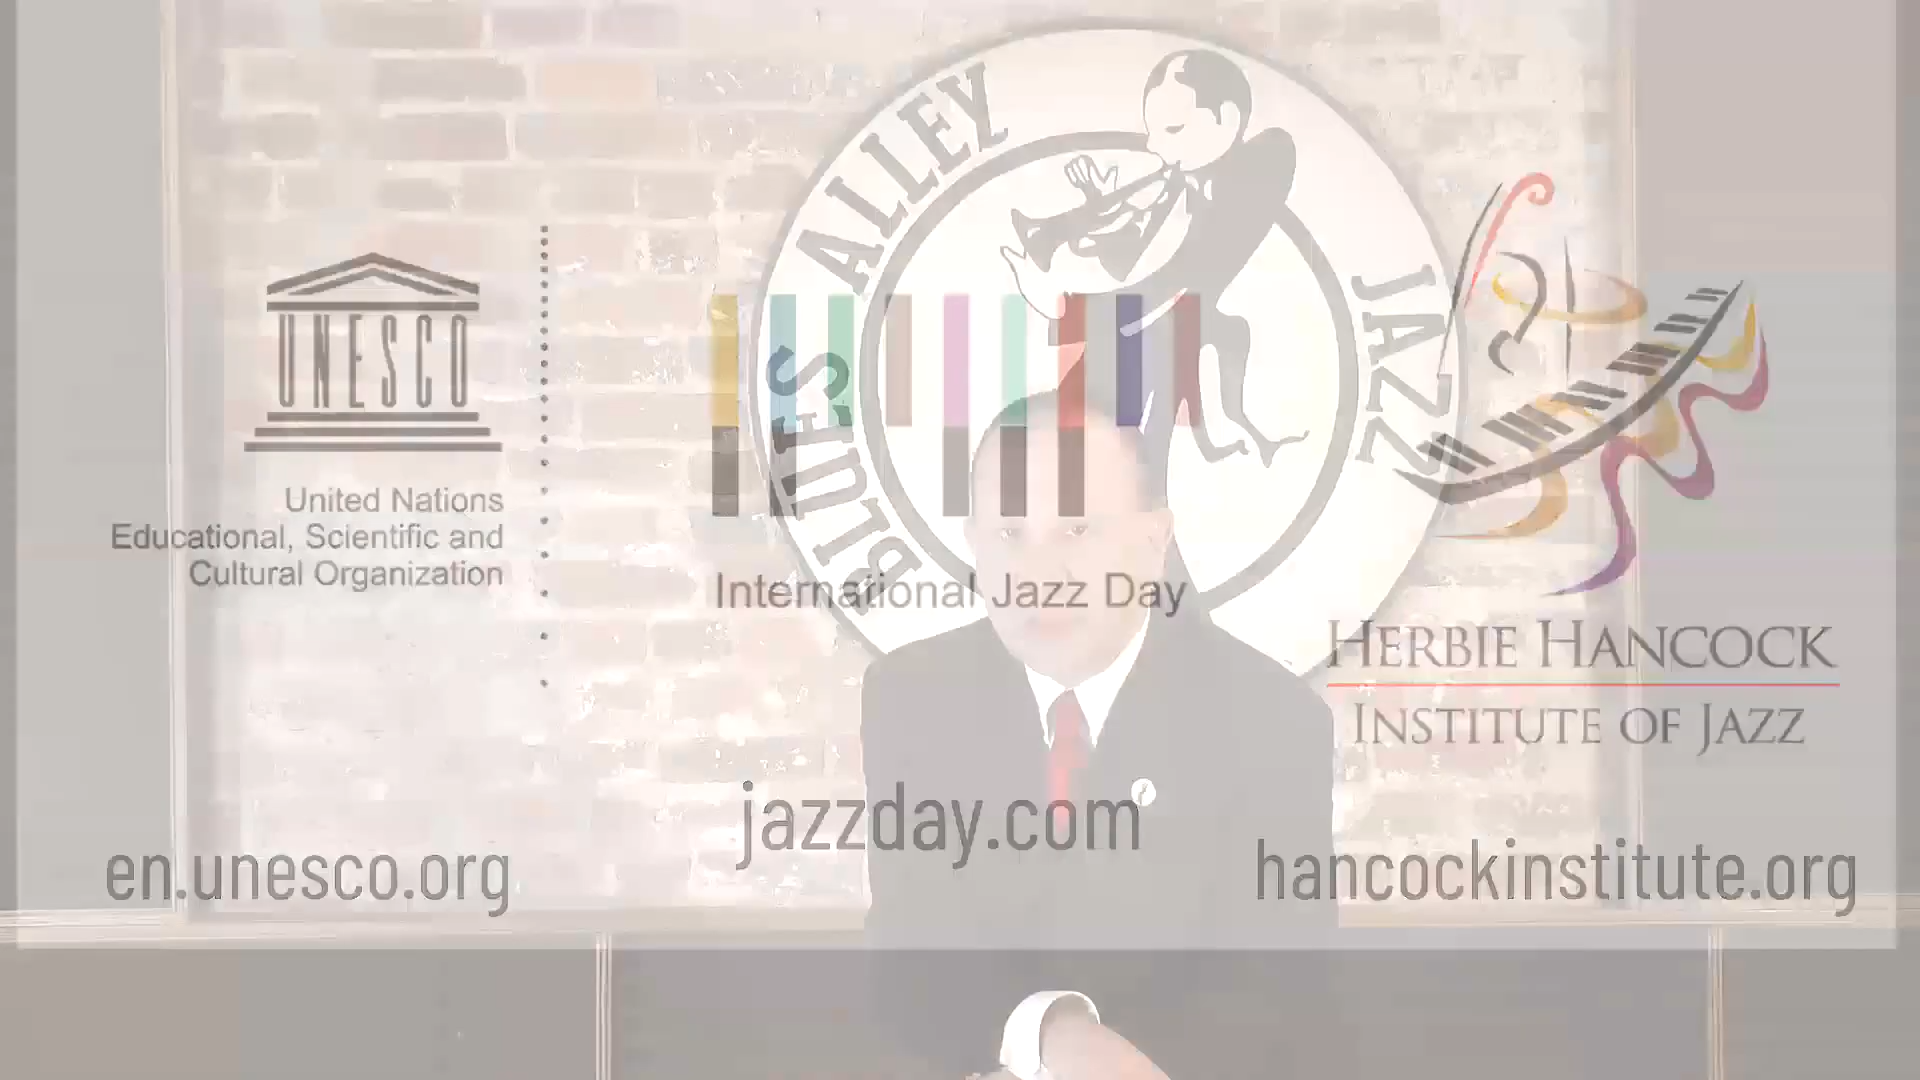 BLUES ALLEY JAZZ
UNESCO
United Nations
Educational, Scientific and
Cultural Organization
International Jazz Day
HERBIE HANCOCK
INSTITUTE OF JAZZ
jazzday.com
en.unesco.org
hancockinstitute.org